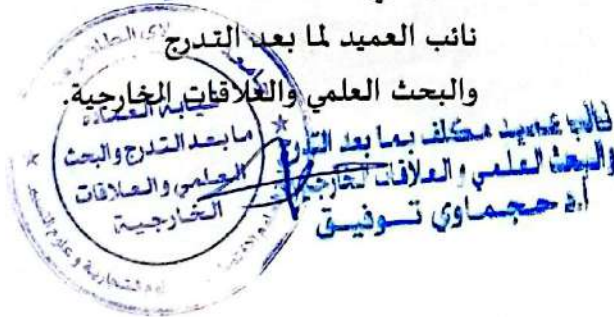 نائب العميد لما بعد التدرج
والبحث العلمي والعلاقات الخارجية.
نيابة العمادة
ما بعد التدرج والبحث
العلمي والعلاقات
الخارجية
نائب عميد مكلف بما بعد التدرج
والبحث العلمي و العلاقات الخارجية
أ.د حجماوي توفيق